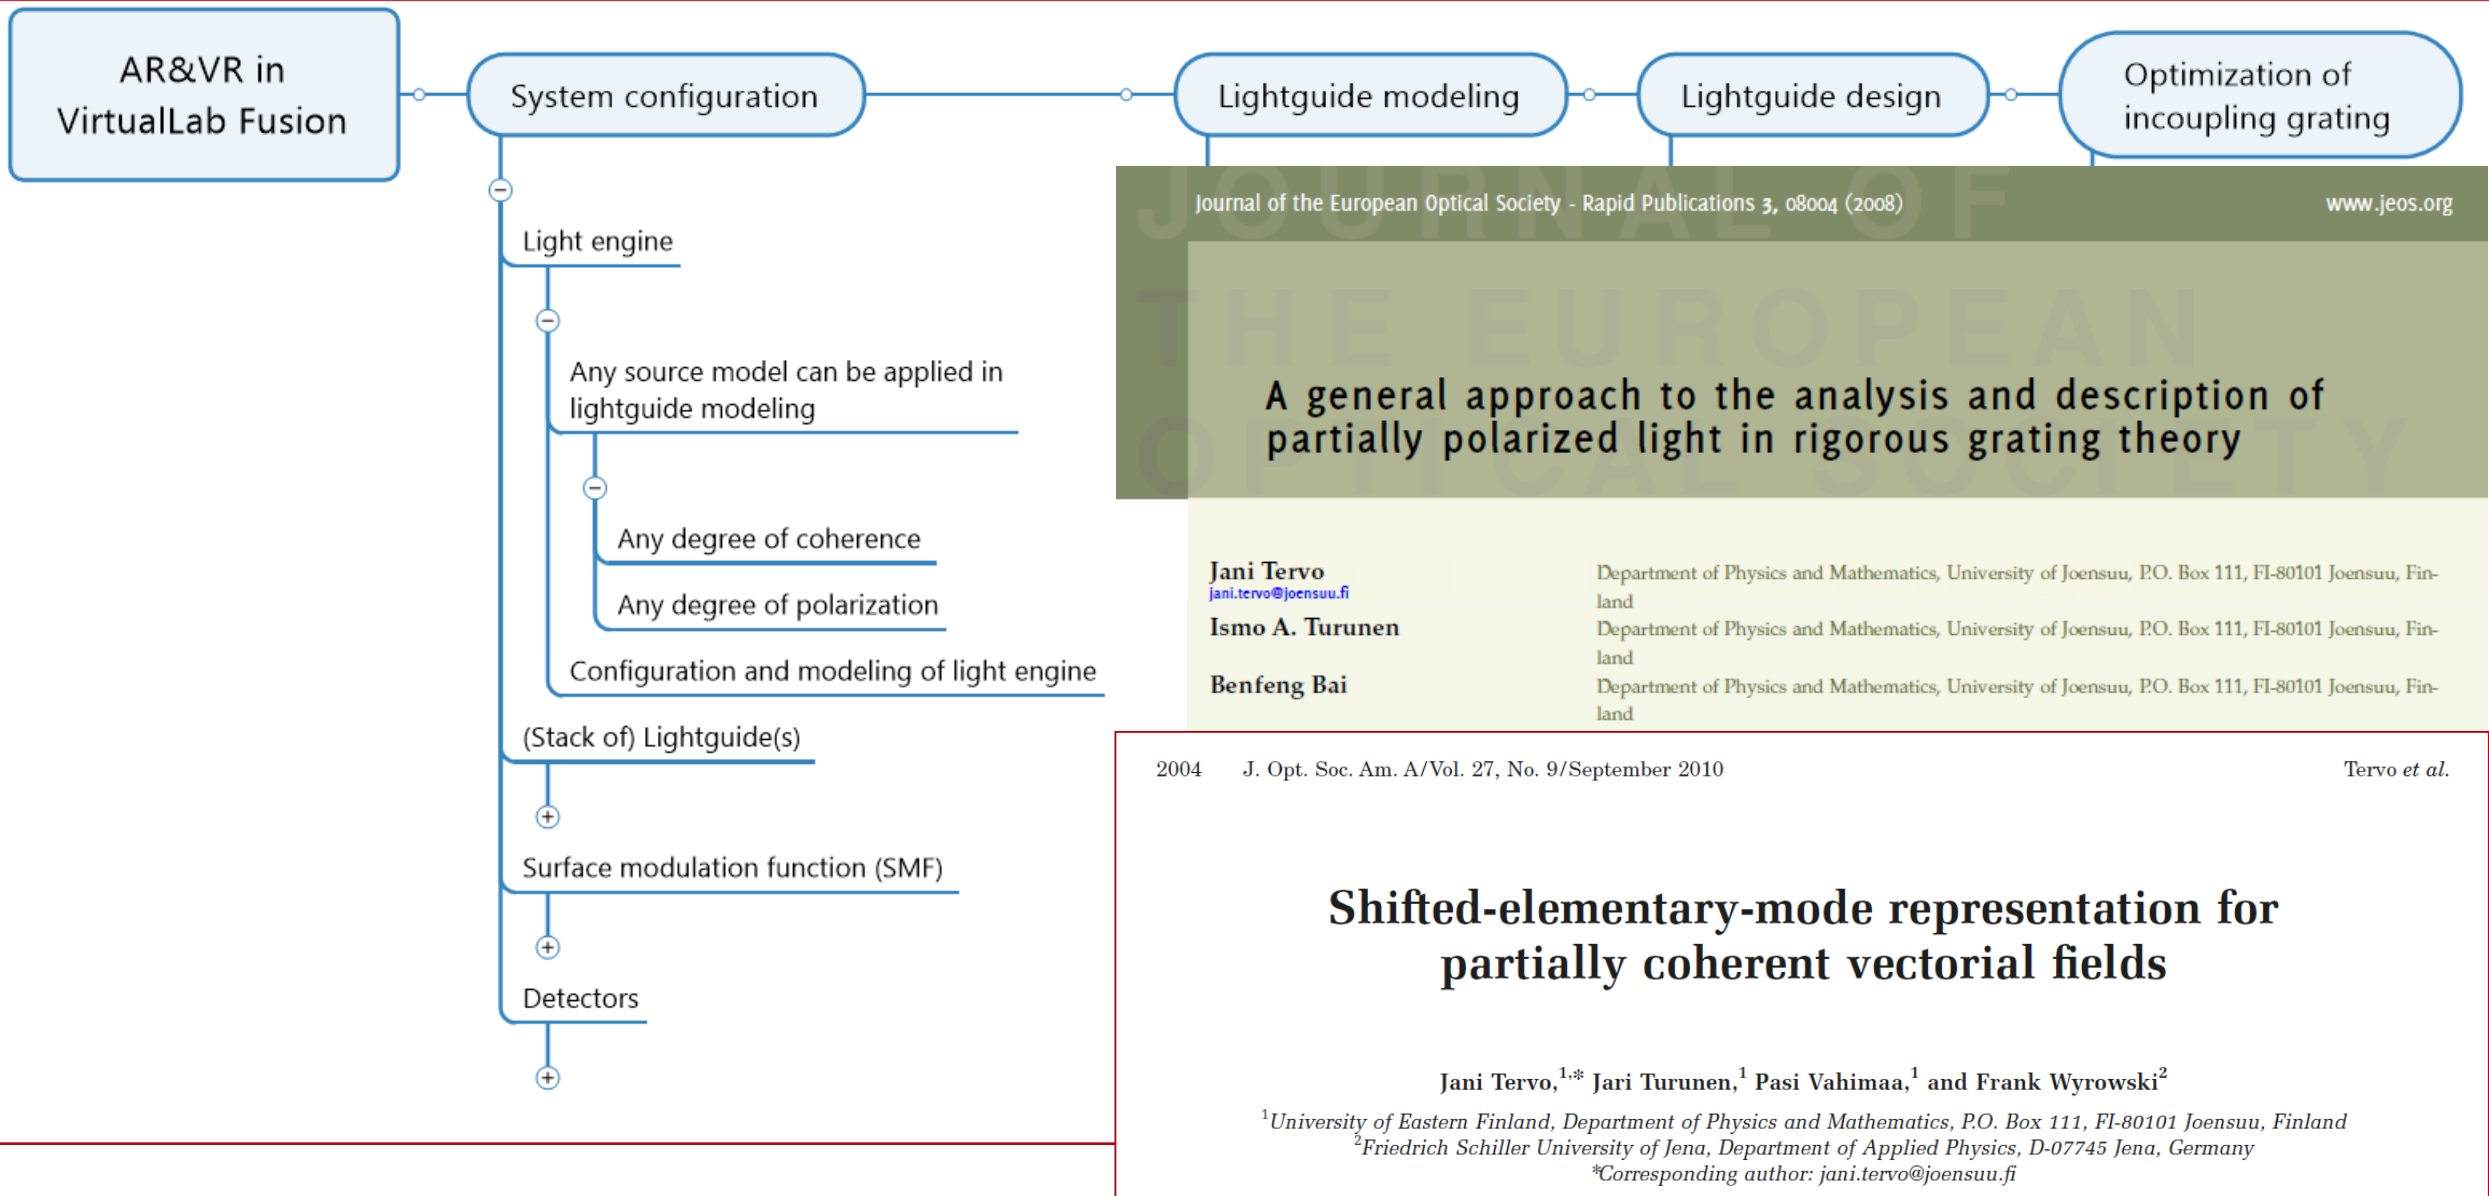 AR&VR in
VirtualLab Fusion
System configuration
Lightguide modeling
Lightguide design
Optimization of
incoupling grating
Light engine
Any source model can be applied in
lightguide modeling
Any degree of coherence
Any degree of polarization
Configuration and modeling of light engine
(Stack of) Lightguide(s)
Surface modulation function (SMF)
Detectors
JOURNAL OF
THE EUROPEAN
OPTICAL SOCIETY
Journal of the European Optical Society - Rapid Publications 3, 08004 (2008)
www.jeos.org
A general approach to the analysis and description of
partially polarized light in rigorous grating theory
Jani Tervo
jani.tervo@joensuu.fi
Department of Physics and Mathematics, University of Joensuu, P.O. Box 111, FI-80101 Joensuu, Fin-
land
Ismo A. Turunen
Department of Physics and Mathematics, University of Joensuu, P.O. Box 111, FI-80101 Joensuu, Fin-
land
Benfeng Bai
Department of Physics and Mathematics, University of Joensuu, P.O. Box 111, FI-80101 Joensuu, Fin-
land
2004 J. Opt. Soc. Am. A/Vol. 27, No. 9/September 2010
Tervo et al.
Shifted-elementary-mode representation for
partially coherent vectorial fields
Jani Tervo,1,* Jari Turunen,1 Pasi Vahimaa,1 and Frank Wyrowski2
1University of Eastern Finland, Department of Physics and Mathematics, P.O. Box 111, FI-80101 Joensuu, Finland
2Friedrich Schiller University of Jena, Department of Applied Physics, D-07745 Jena, Germany
*Corresponding author: jani.tervo@joensuu.fi